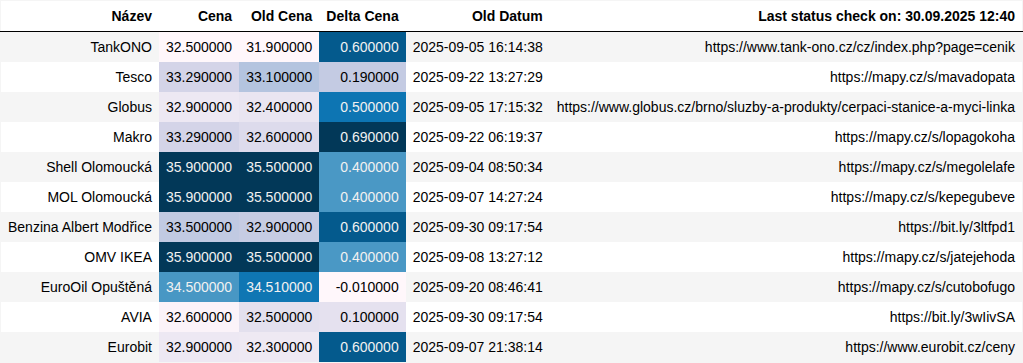 Název Cena Old Cena Delta Cena Old Datum Last status check on: 30.09.2025 12:40
TankONO 32.500000 31.900000 0.600000 2025-09-05 16:14:38 https://www.tank-ono.cz/cz/index.php?page=cenik
Tesco 33.290000 33.100000 0.190000 2025-09-22 13:27:29 https://mapy.cz/s/mavadopata
Globus 32.900000 32.400000 0.500000 2025-09-05 17:15:32 https://www.globus.cz/brno/sluzby-a-produkty/cerpaci-stanice-a-myci-linka
Makro 33.290000 32.600000 0.690000 2025-09-22 06:19:37 https://mapy.cz/s/lopagokoha
Shell Olomoucká 35.900000 35.500000 0.400000 2025-09-04 08:50:34 https://mapy.cz/s/megolelafe
MOL Olomoucká 35.900000 35.500000 0.400000 2025-09-07 14:27:24 https://mapy.cz/s/kepegubeve
Benzina Albert Modřice 33.500000 32.900000 0.600000 2025-09-30 09:17:54 https://bit.ly/3ltfpd1
OMV IKEA 35.900000 35.500000 0.400000 2025-09-08 13:27:12 https://mapy.cz/s/jatejehoda
EuroOil Opuštěná 34.500000 34.510000 -0.010000 2025-09-20 08:46:41 https://mapy.cz/s/cutobofugo
AVIA 32.600000 32.500000 0.100000 2025-09-30 09:17:54 https://bit.ly/3wIivSA
Eurobit 32.900000 32.300000 0.600000 2025-09-07 21:38:14 https://www.eurobit.cz/ceny